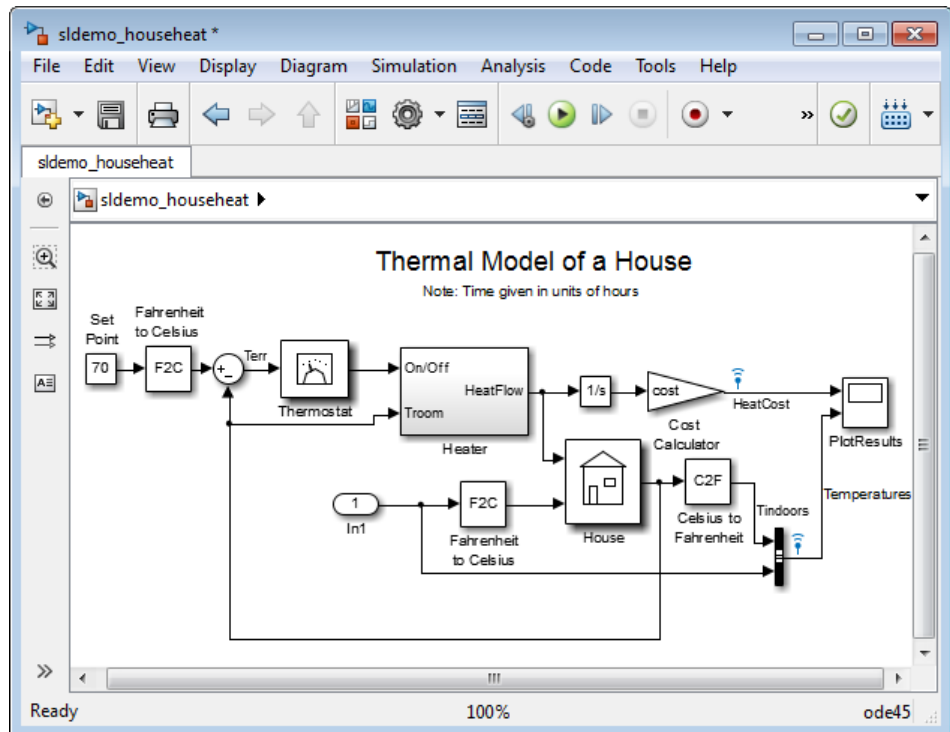 sldemo_househeat *
File Edit View Display Diagram Simulation Analysis Code Tools Help
»
sldemo_househeat
sldemo_househeat
Thermal Model of a House
Note: Time given in units of hours
Set
Point
70
Fahrenheit
to Celsius
F2C
+
-
Terr
Thermostat
On/Off
HeatFlow
Troom
Heater
1/s
cost
Cost
Calculator
HeatCost
PlotResults
1
In1
F2C
Fahrenheit
to Celsius
House
C2F
Celsius to
Fahrenheit
Tindoors
Temperatures
A
»
Ready 100% ode45